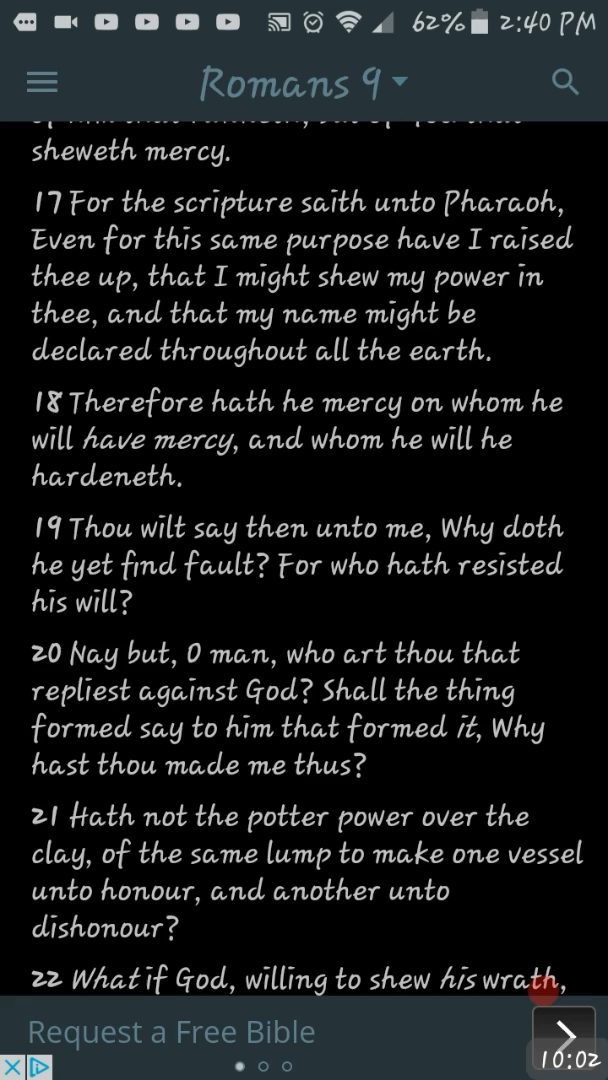 62% 2:40 PM
Romans 9
sheweth mercy.
17 For the scripture saith unto Pharaoh,
Even for this same purpose have I raised
thee up, that I might shew my power in
thee, and that my name might be
declared throughout all the earth.
18 Therefore hath he mercy on whom he
will have mercy, and whom he will he
hardeneth.
19 Thou wilt say then unto me, Why doth
he yet find fault? For who hath resisted
his will?
20 Nay but, O man, who art thou that
repliest against God? Shall the thing
formed say to him that formed it, Why
hast thou made me thus?
21 Hath not the potter power over the
clay, of the same lump to make one vessel
unto honour, and another unto
dishonour?
22 What if God, willing to shew his wrath,
Request a Free Bible
10:02